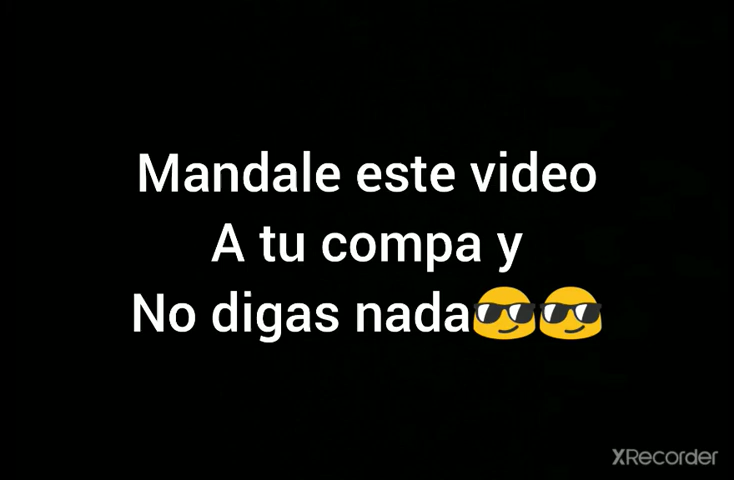 Mandale este video
A tu compa y
No digas nada😎😎
XRecorder